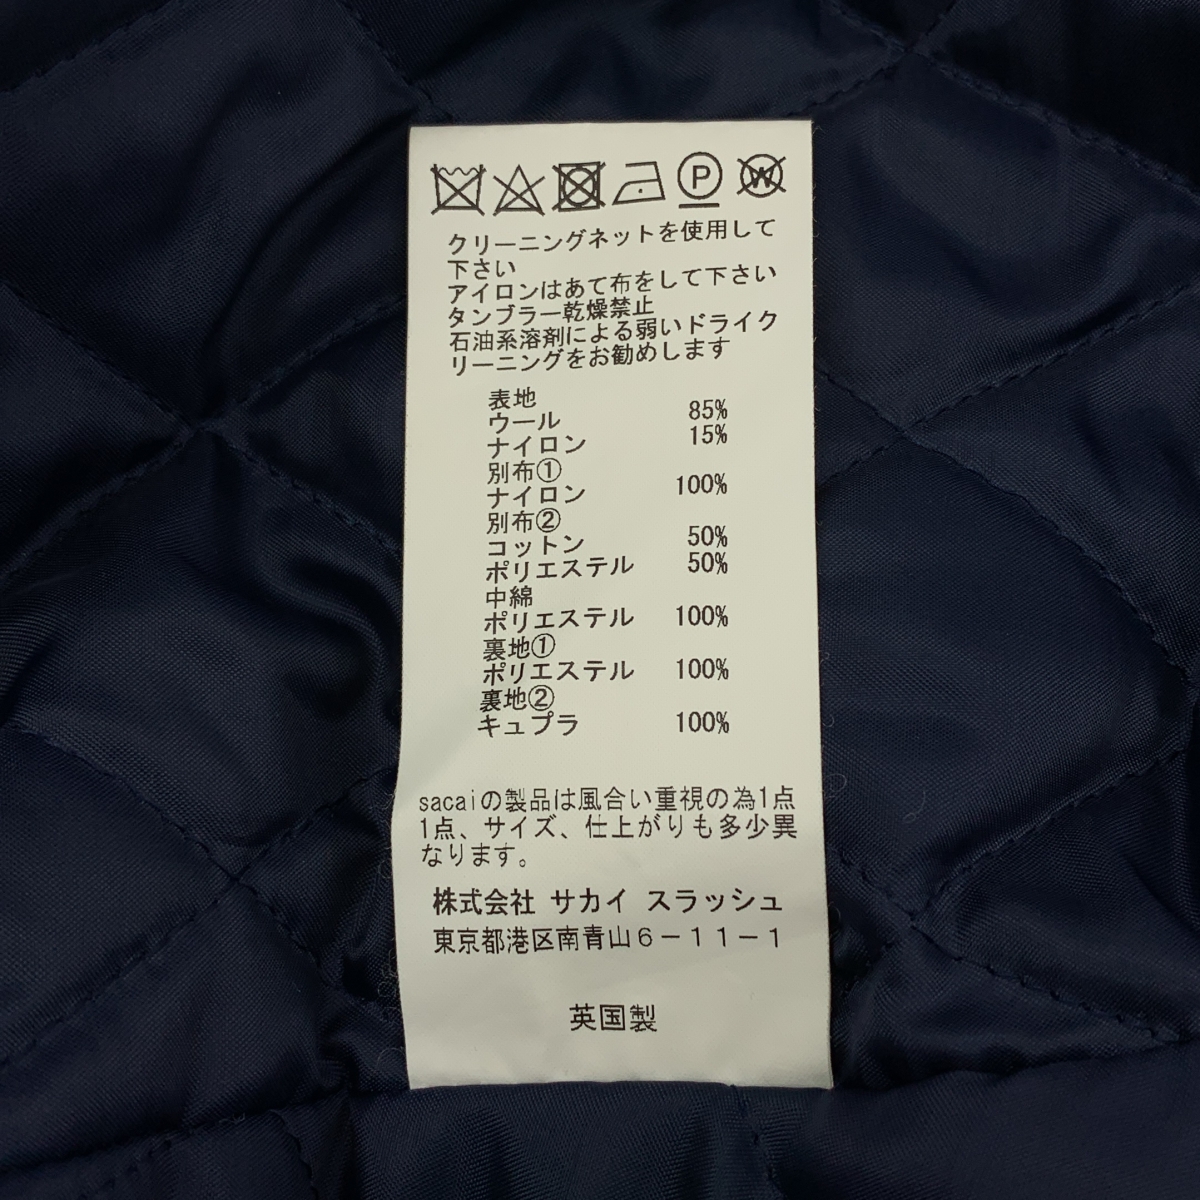 クリーニングネットを使用して
下さい
アイロンはあて布をして下さい
タンブラー乾燥禁止
石油系溶剤による弱いドライク
リーニングをお勧めします
表地
ウール 85%
ナイロン 15%
別布①
ナイロン 100%
別布②
コットン 50%
ポリエステル 50%
中綿
ポリエステル 100%
裏地①
ポリエステル 100%
裏地②
キュプラ 100%
sacaiの製品は風合い重視の為1点
1点、サイズ、仕上がりも多少異
なります。
株式会社 サカイ スラッシュ
東京都港区南青山6－11－1
英国製